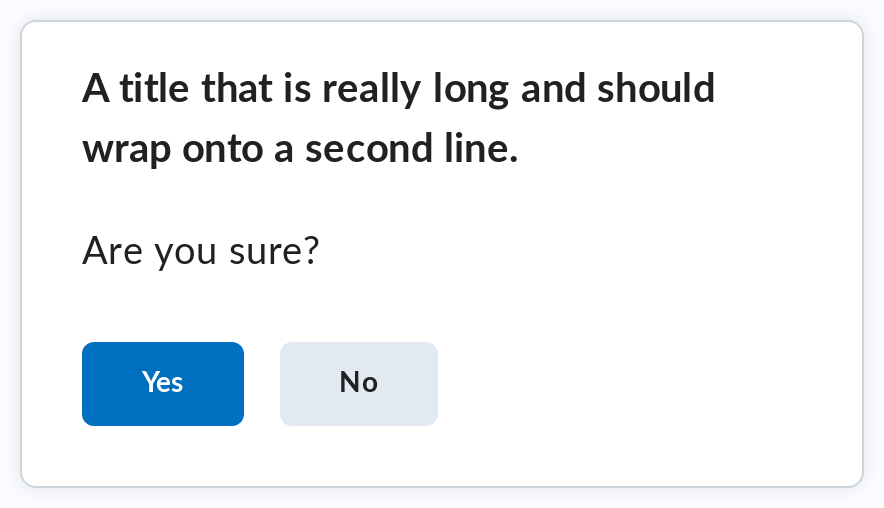 A title that is really long and should
wrap onto a second line.
Are you sure?
Yes
No